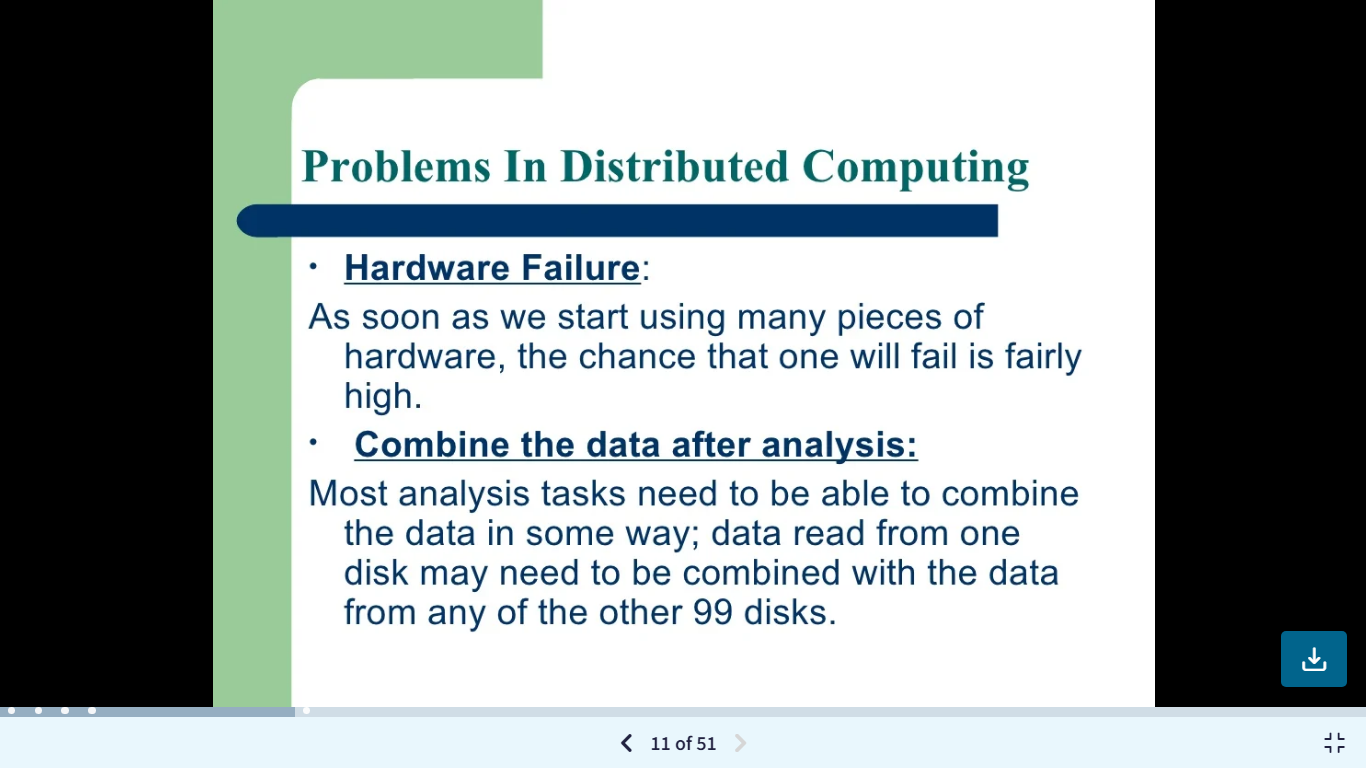 Problems In Distributed Computing
• Hardware Failure:
As soon as we start using many pieces of
hardware, the chance that one will fail is fairly
high.
• Combine the data after analysis:
Most analysis tasks need to be able to combine
the data in some way; data read from one
disk may need to be combined with the data
from any of the other 99 disks.
11 of 51